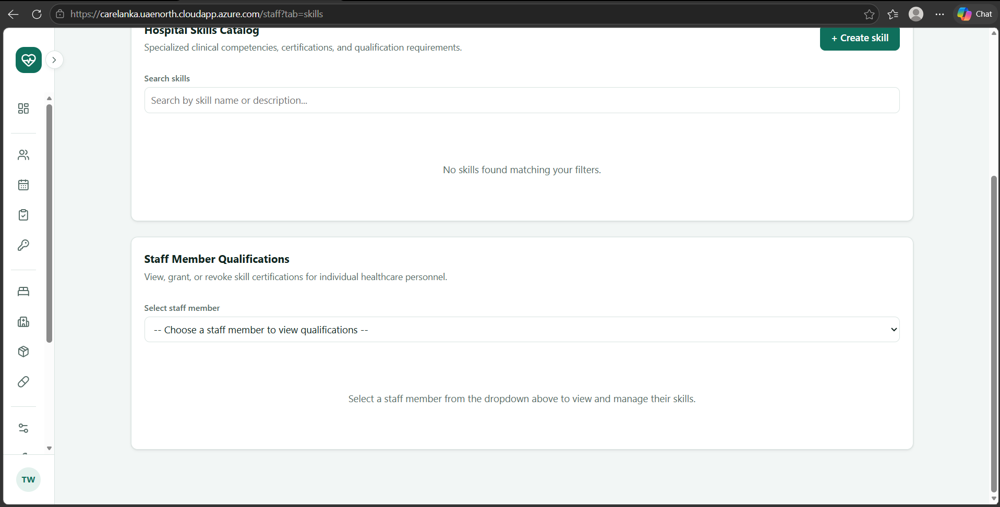 https://carelanka.uaenorth.cloudapp.azure.com/staff?tab=skills
Chat
Hospital Skills Catalog
Specialized clinical competencies, certifications, and qualification requirements.
+ Create skill
Search skills
Search by skill name or description...
No skills found matching your filters.
Staff Member Qualifications
View, grant, or revoke skill certifications for individual healthcare personnel.
Select staff member
-- Choose a staff member to view qualifications --
Select a staff member from the dropdown above to view and manage their skills.
TW